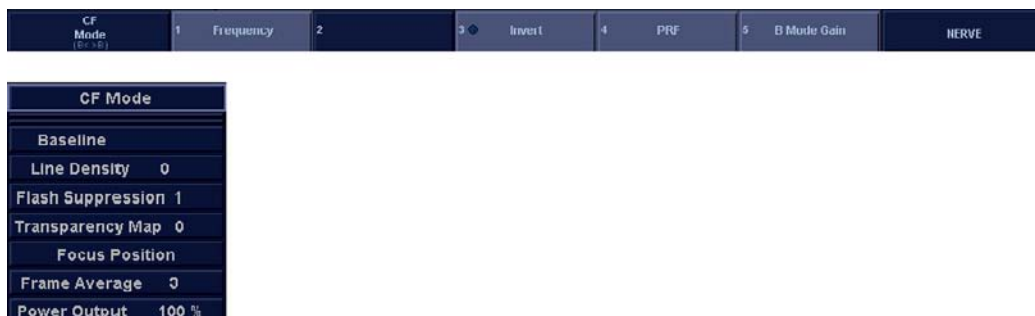 CF
Mode
(B<>B)
1 Frequency
2
3 Invert
4 PRF
5 B Mode Gain
NERVE
CF Mode
Baseline
Line Density 0
Flash Suppression 1
Transparency Map 0
Focus Position
Frame Average 3
Power Output 100 %